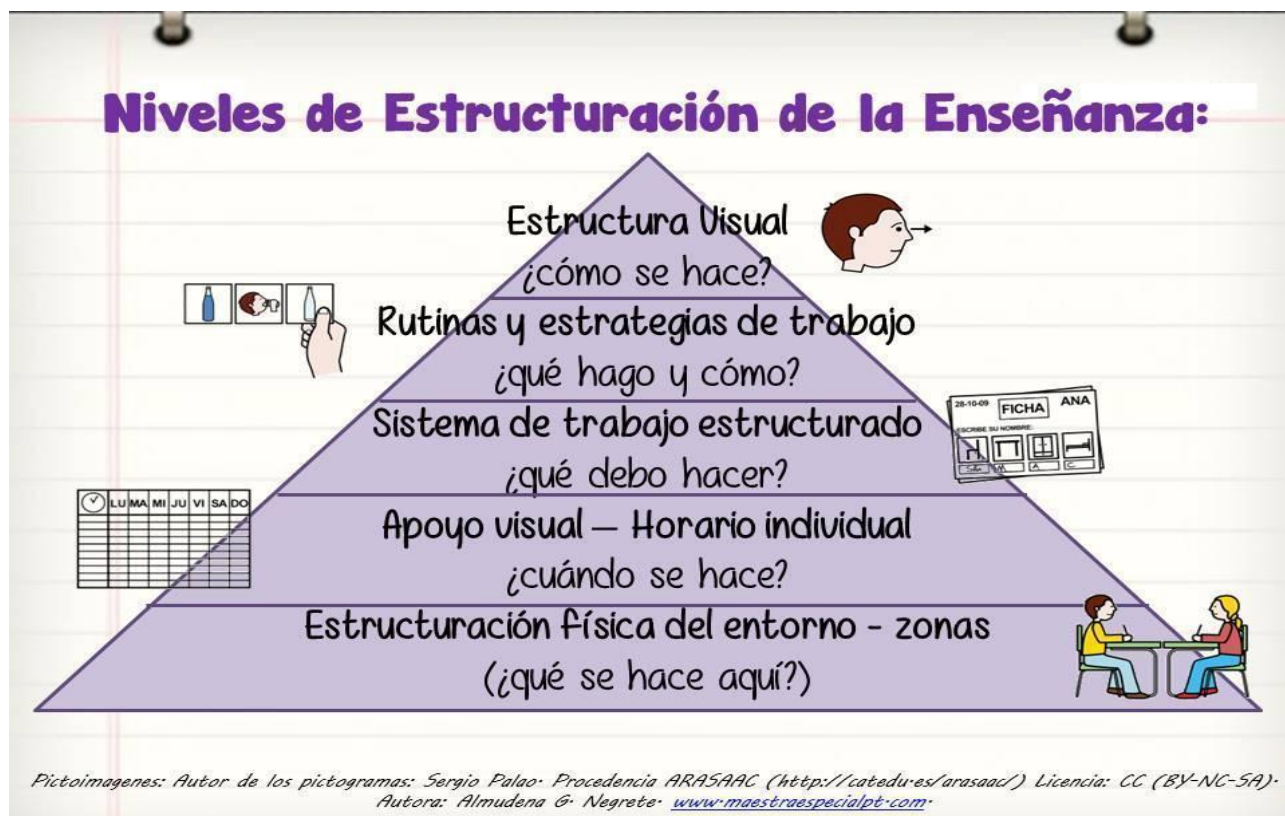 Niveles de Estructuración de la Enseñanza:
Estructura Visual
¿cómo se hace?
Rutinas y estrategias de trabajo
¿qué hago y cómo?
28-10-09 FICHA ANA
ESCRIBE SU NOMBRE:
Sistema de trabajo estructurado
¿qué debo hacer?
LU MA MI JU VI SA DO
Apoyo visual – Horario individual
¿cuándo se hace?
Estructuración física del entorno - zonas
(¿qué se hace aquí?)
Pictoimagenes: Autor de los pictogramas: Sergio Palao. Procedencia ARASAAC (http://catedu.es/arasaac/) Licencia: CC (BY-NC-SA).
Autora: Almudena G. Negrete. www.maestraespecialpt.com.